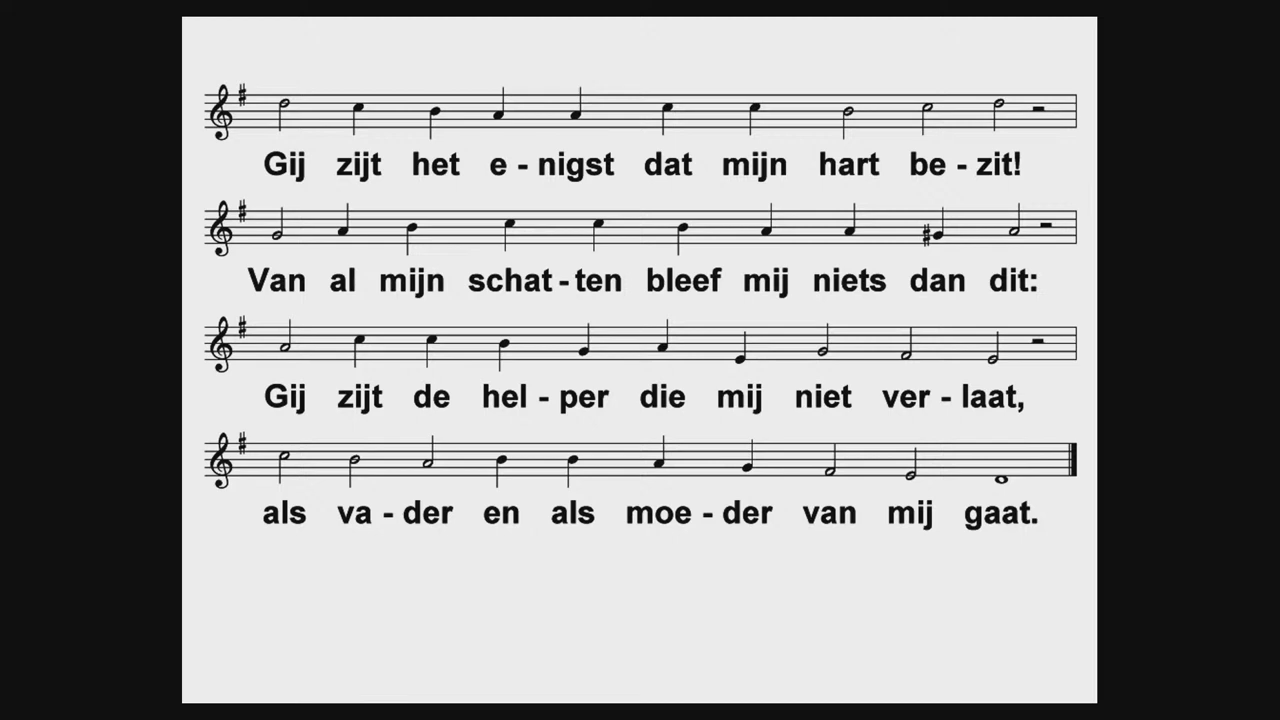 Gij zijt het e - nigst dat mijn hart be - zit!
Van al mijn schat - ten bleef mij niets dan dit:
Gij zijt de hel - per die mij niet ver - laat,
als va - der en als moe - der van mij gaat.